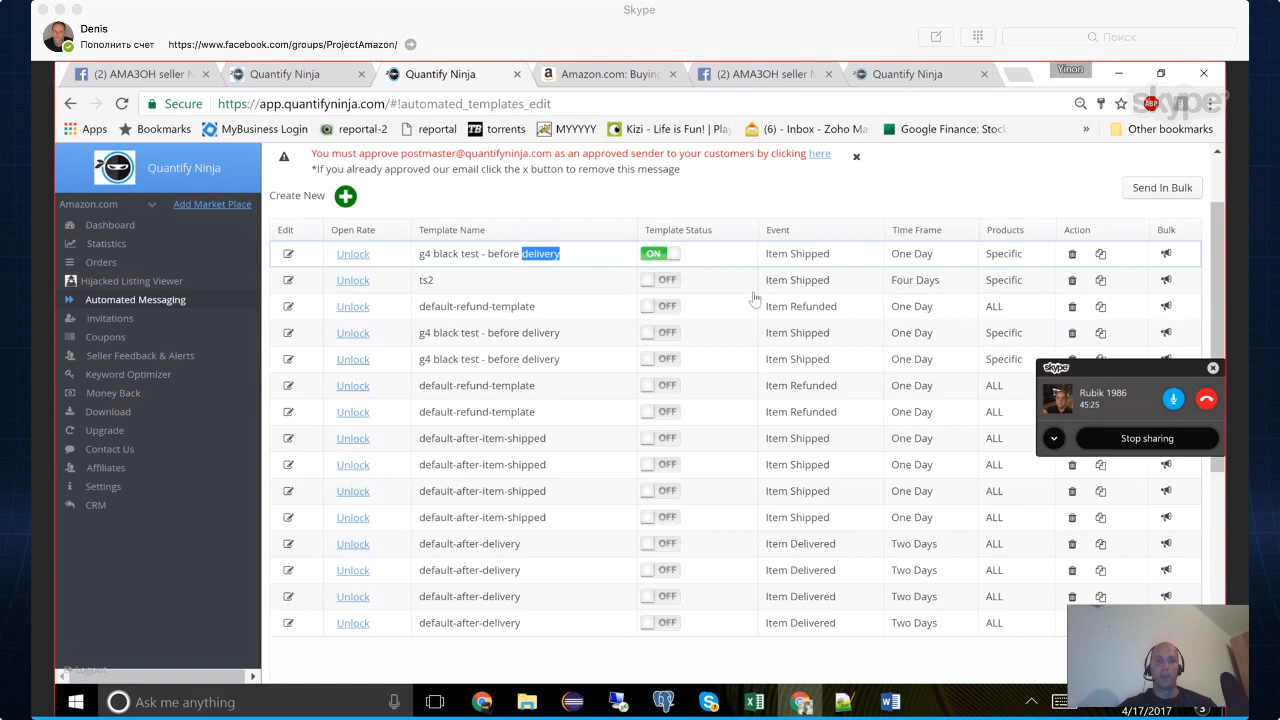 Skype
Denis
Пополнить счет https://www.facebook.com/groups/ProjectAmazon/
Поиск
(2) АМАЗОН seller M
Quantify Ninja
Quantify Ninja
Amazon.com: Buying
(2) АМАЗОН seller M
Quantify Ninja
Yinon
Secure https://app.quantifyninja.com/#!automated_templates_edit
skype
ABP
Apps Bookmarks MyBusiness Login reportal-2 reportal torrents MYYYYY Kizi - Life is Fun! | Play (6) - Inbox - Zoho Ma Google Finance: Stock » Other bookmarks
Quantify Ninja
You must approve postmaster@quantifyninja.com as an approved sender to your customers by clicking here
*If you already approved our email click the x button to remove this message
Create New
Send In Bulk
Amazon.com Add Market Place
Dashboard
Statistics
Orders
Hijacked Listing Viewer
Automated Messaging
Invitations
Coupons
Seller Feedback & Alerts
Keyword Optimizer
Money Back
Download
Upgrade
Contact Us
Affiliates
Settings
CRM
Logout
Edit Open Rate Template Name Template Status Event Time Frame Products Action Bulk
Unlock g4 black test - before delivery ON Item Shipped One Day Specific
Unlock ts2 OFF Item Shipped Four Days Specific
Unlock default-refund-template OFF Item Refunded One Day ALL
Unlock g4 black test - before delivery OFF Item Shipped One Day Specific
Unlock g4 black test - before delivery OFF Item Shipped One Day Specific
Unlock default-refund-template OFF Item Refunded One Day ALL
Unlock default-refund-template OFF Item Refunded One Day ALL
Unlock default-after-item-shipped OFF Item Shipped One Day ALL
Unlock default-after-item-shipped OFF Item Shipped One Day ALL
Unlock default-after-item-shipped OFF Item Shipped One Day ALL
Unlock default-after-item-shipped OFF Item Shipped One Day ALL
Unlock default-after-delivery OFF Item Delivered Two Days ALL
Unlock default-after-delivery OFF Item Delivered Two Days ALL
Unlock default-after-delivery OFF Item Delivered Two Days ALL
Unlock default-after-delivery OFF Item Delivered Two Days ALL
skype
Rubik 1986
45:25
Stop sharing
Ask me anything
4/17/2017
3